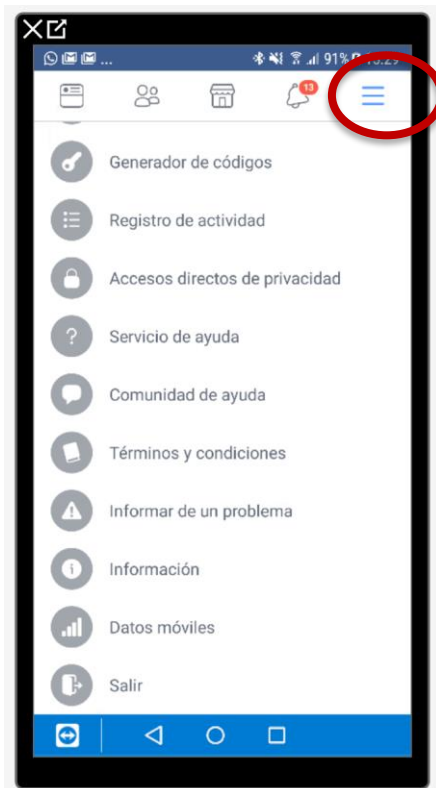 ... 91%
13
Generador de códigos
Registro de actividad
Accesos directos de privacidad
Servicio de ayuda
Comunidad de ayuda
Términos y condiciones
Informar de un problema
Información
Datos móviles
Salir